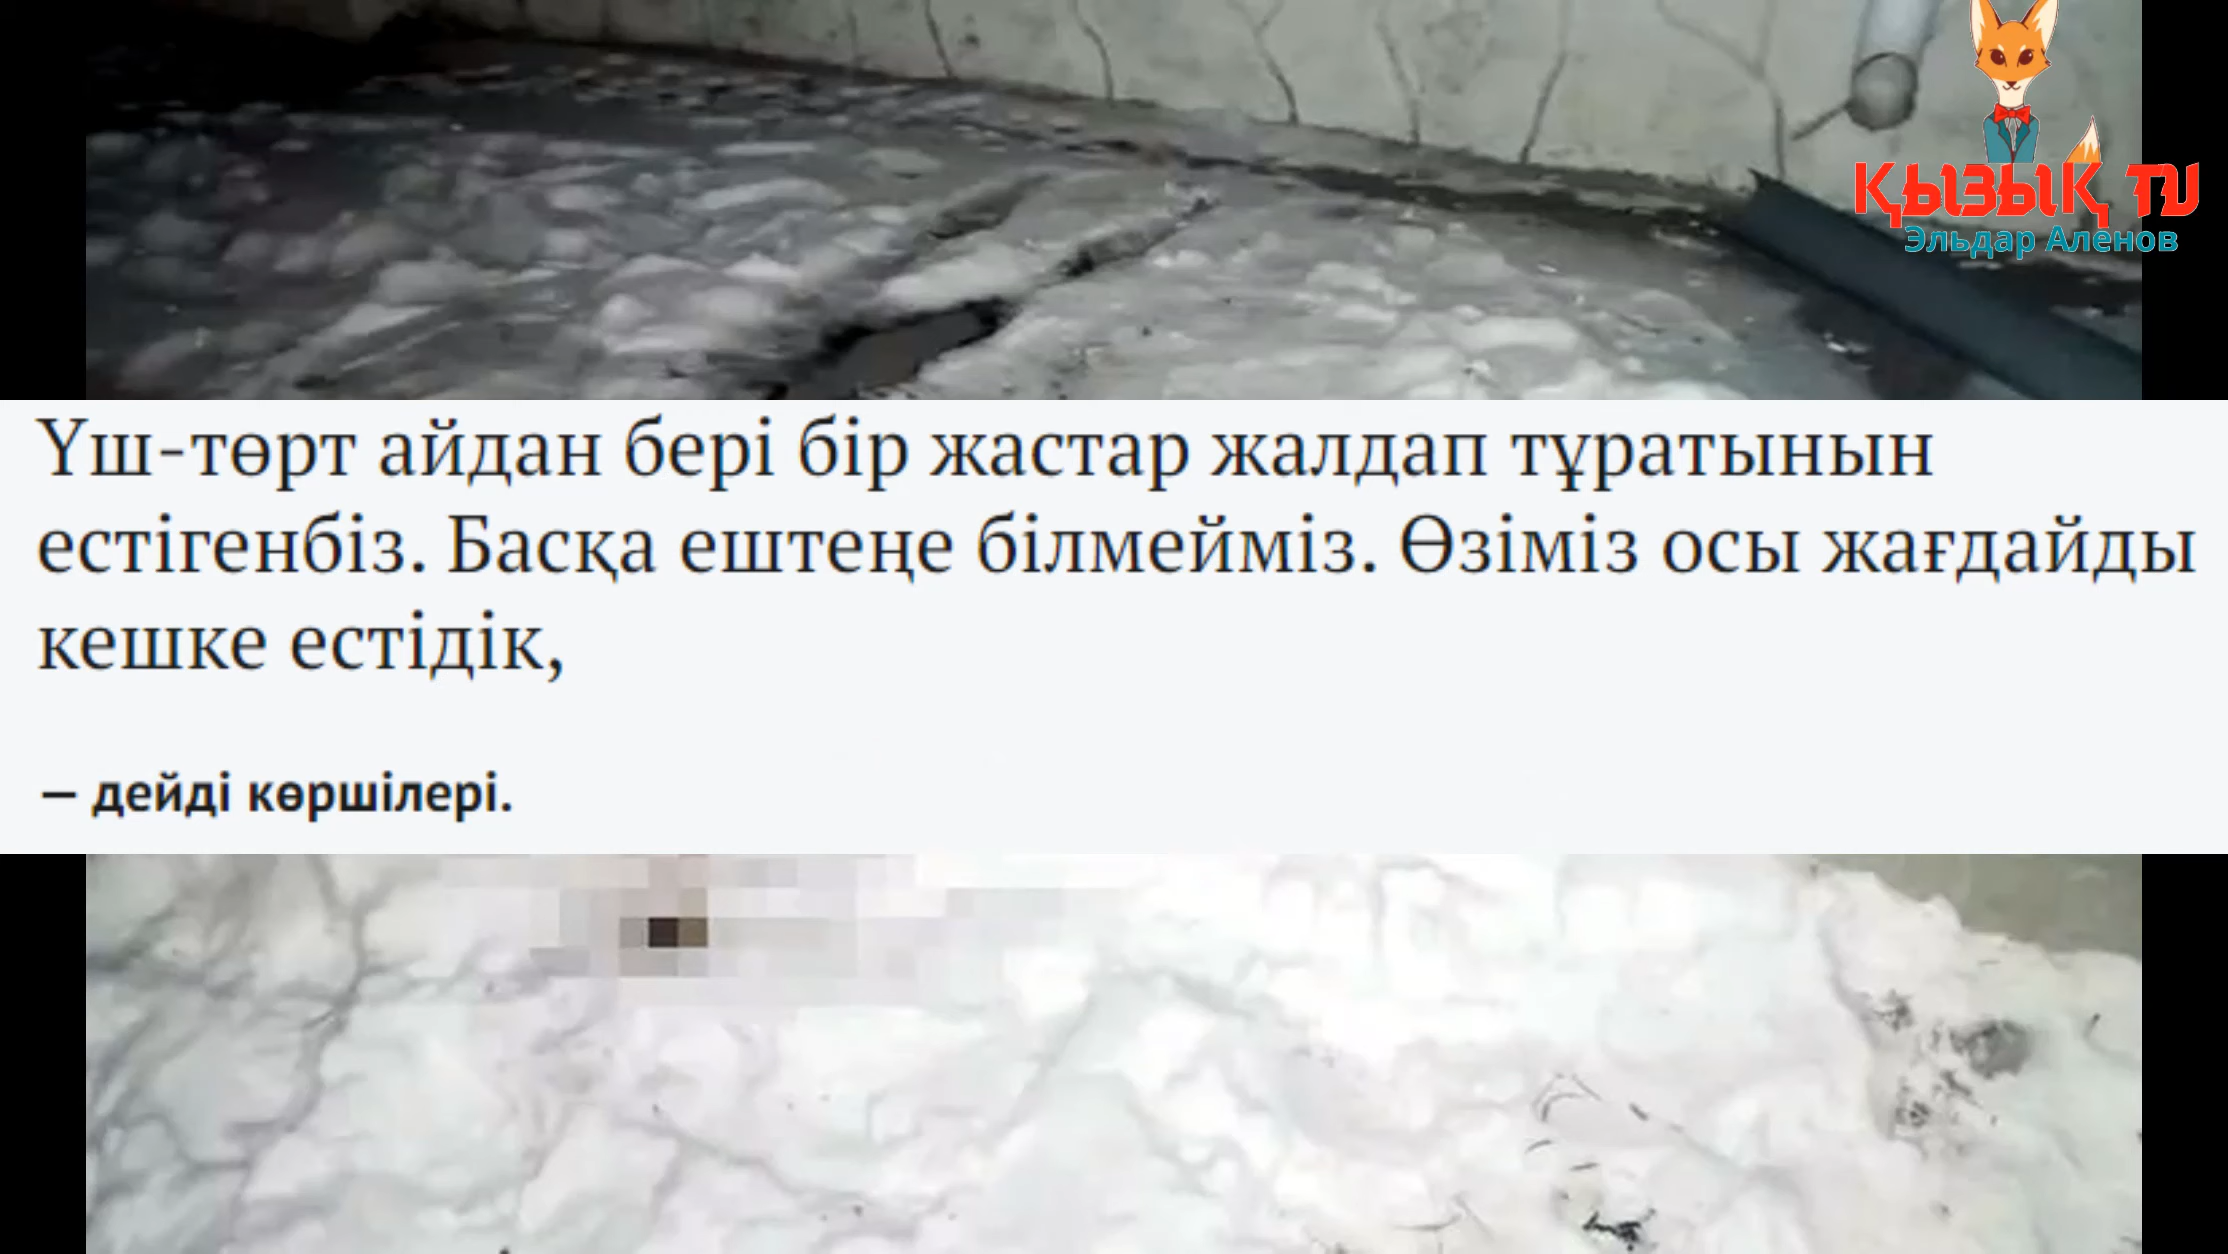 ҚЫЗЫҚ TV
Эльдар Аленов
Үш-төрт айдан бері бір жастар жалдап тұратынын
естігенбіз. Басқа ештеңе білмейміз. Өзіміз осы жағдайды
кешке естідік,
— дейді көршілері.